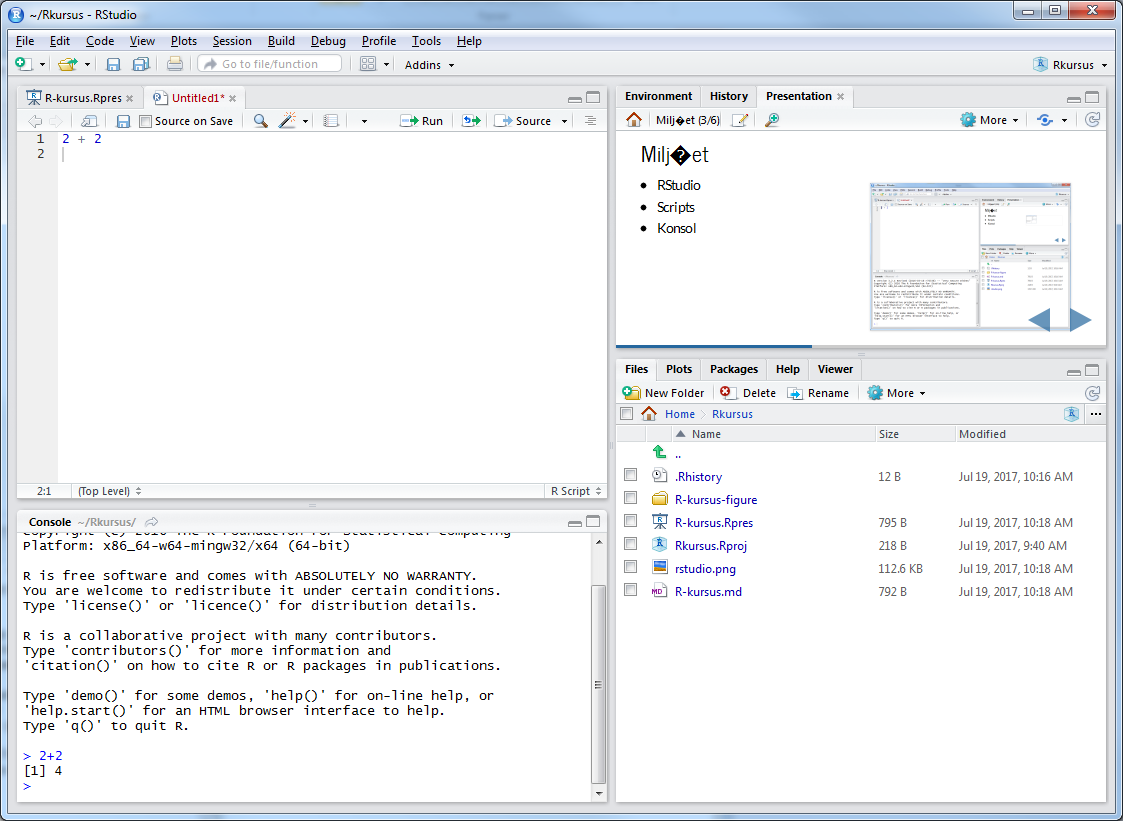 ~/Rkursus - RStudio
File Edit Code View Plots Session Build Debug Profile Tools Help
Go to file/function Addins Rkursus
R-kursus.Rpres Untitled1*
Source on Save Run Source
1 2 + 2
2
2:1 (Top Level) R Script
Console ~/Rkursus/
Platform: x86_64-w64-mingw32/x64 (64-bit)
R is free software and comes with ABSOLUTELY NO WARRANTY.
You are welcome to redistribute it under certain conditions.
Type 'license()' or 'licence()' for distribution details.
R is a collaborative project with many contributors.
Type 'contributors()' for more information and
'citation()' on how to cite R or R packages in publications.
Type 'demo()' for some demos, 'help()' for on-line help, or
'help.start()' for an HTML browser interface to help.
Type 'q()' to quit R.
> 2+2
[1] 4
>
Environment History Presentation
Milj�et (3/6) More
Milj�et
RStudio
Scripts
Konsol
Files Plots Packages Help Viewer
New Folder Delete Rename More
Home Rkursus
Name Size Modified
..
.Rhistory 12 B Jul 19, 2017, 10:16 AM
R-kursus-figure
R-kursus.Rpres 795 B Jul 19, 2017, 10:18 AM
Rkursus.Rproj 218 B Jul 19, 2017, 9:40 AM
rstudio.png 112.6 KB Jul 19, 2017, 10:18 AM
R-kursus.md 792 B Jul 19, 2017, 10:18 AM